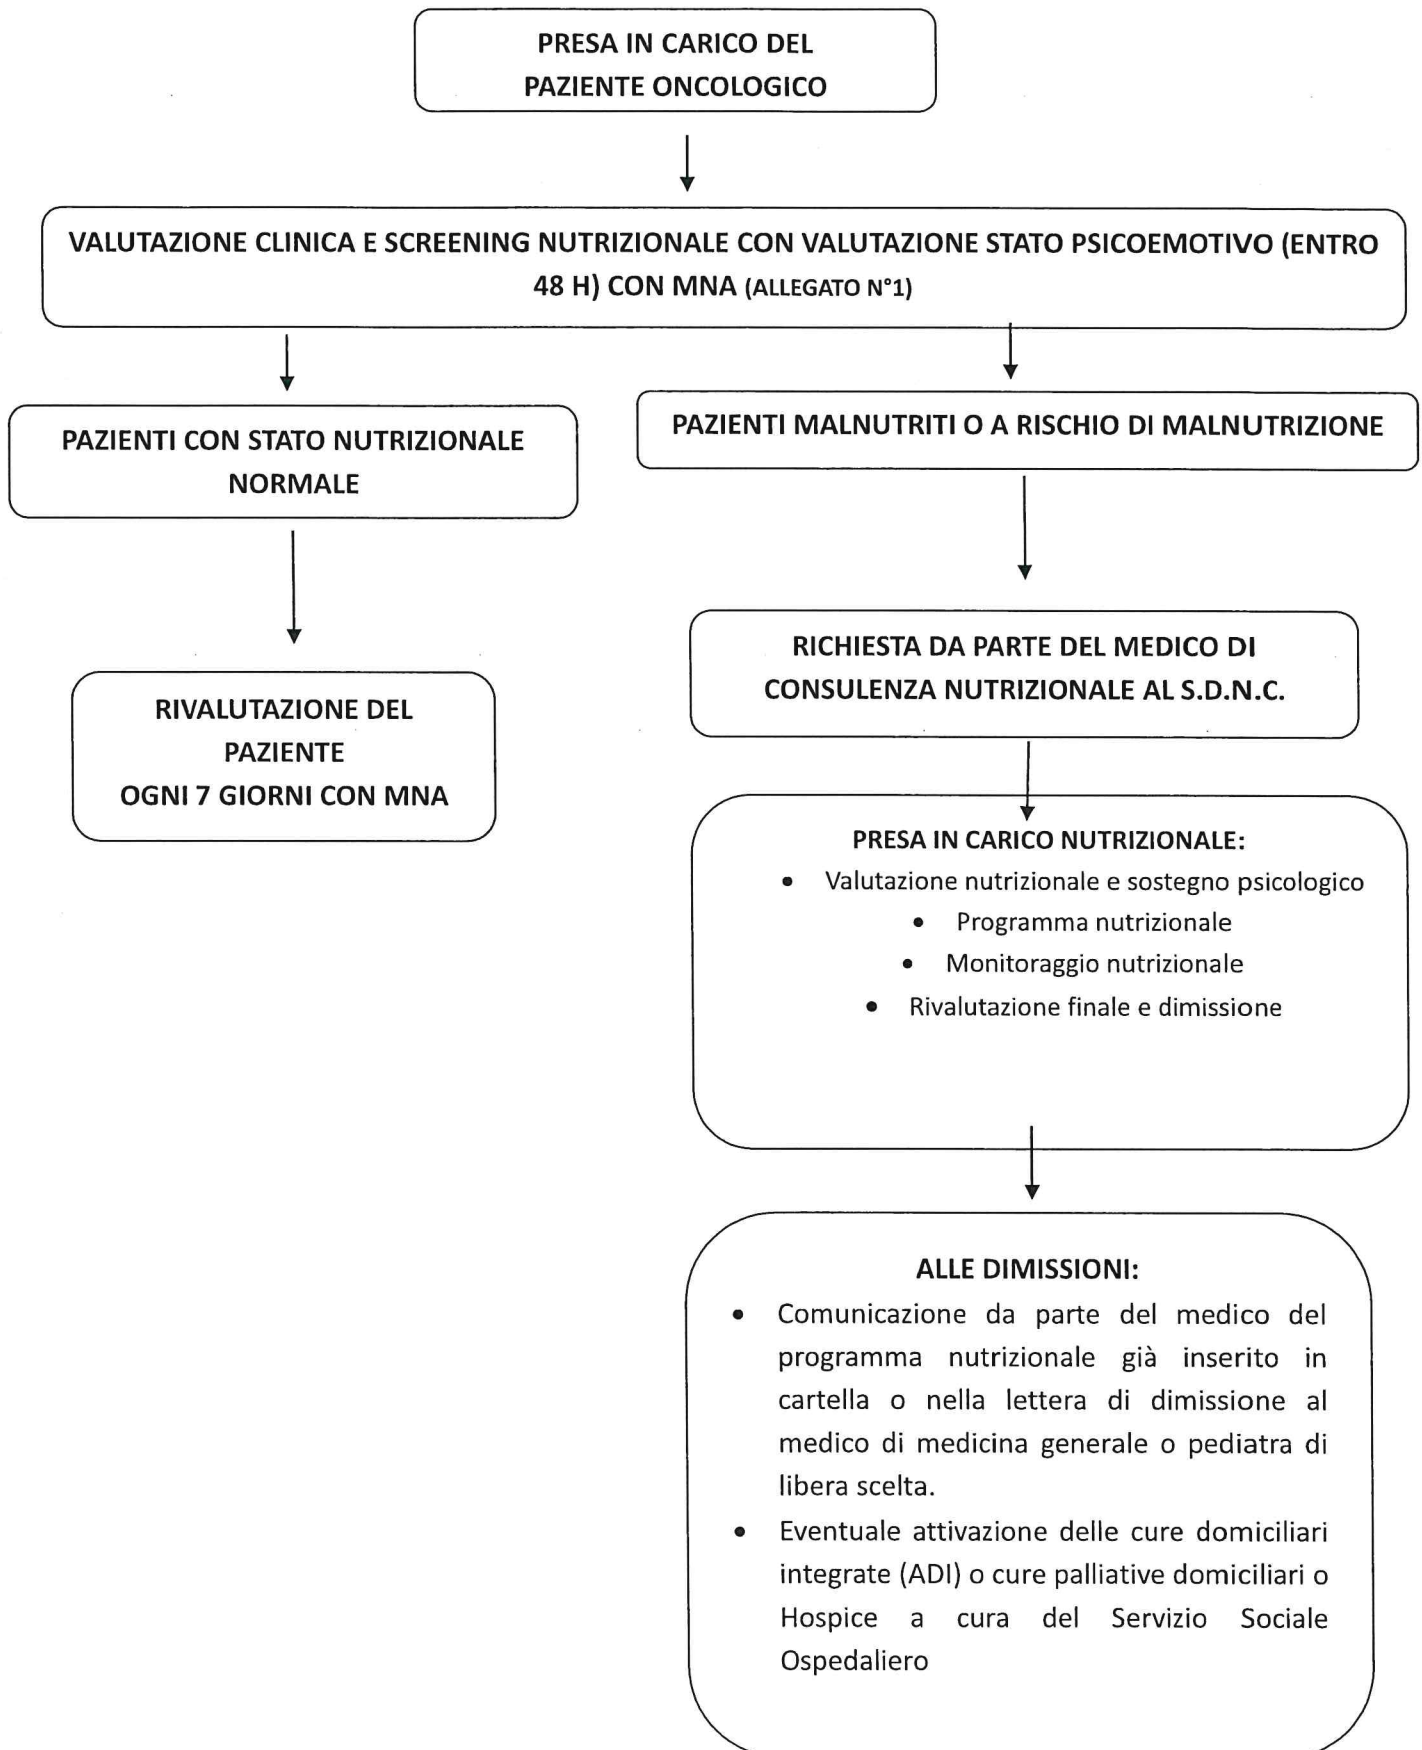 PRESA IN CARICO DEL
PAZIENTE ONCOLOGICO
VALUTAZIONE CLINICA E SCREENING NUTRIZIONALE CON VALUTAZIONE STATO PSICOEMOTIVO (ENTRO
48 H) CON MNA (ALLEGATO N°1)
PAZIENTI CON STATO NUTRIZIONALE
NORMALE
PAZIENTI MALNUTRITI O A RISCHIO DI MALNUTRIZIONE
RIVALUTAZIONE DEL
PAZIENTE
OGNI 7 GIORNI CON MNA
RICHIESTA DA PARTE DEL MEDICO DI
CONSULENZA NUTRIZIONALE AL S.D.N.C.
PRESA IN CARICO NUTRIZIONALE:
• Valutazione nutrizionale e sostegno psicologico
• Programma nutrizionale
• Monitoraggio nutrizionale
• Rivalutazione finale e dimissione
ALLE DIMISSIONI:
• Comunicazione da parte del medico del
programma nutrizionale già inserito in
cartella o nella lettera di dimissione al
medico di medicina generale o pediatra di
libera scelta.
• Eventuale attivazione delle cure domiciliari
integrate (ADI) o cure palliative domiciliari o
Hospice a cura del Servizio Sociale
Ospedaliero